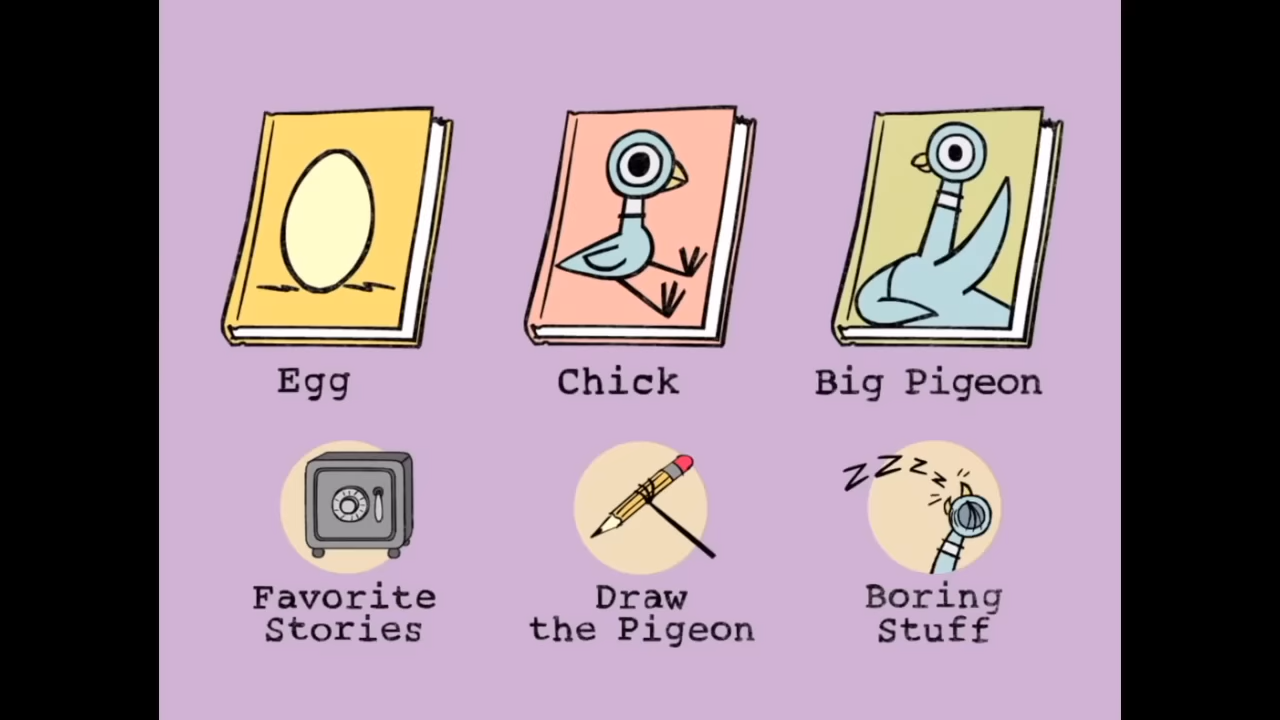 Egg
Chick
Big Pigeon
Z Z Z Z Z
Favorite
Stories
Draw
the Pigeon
Boring
Stuff